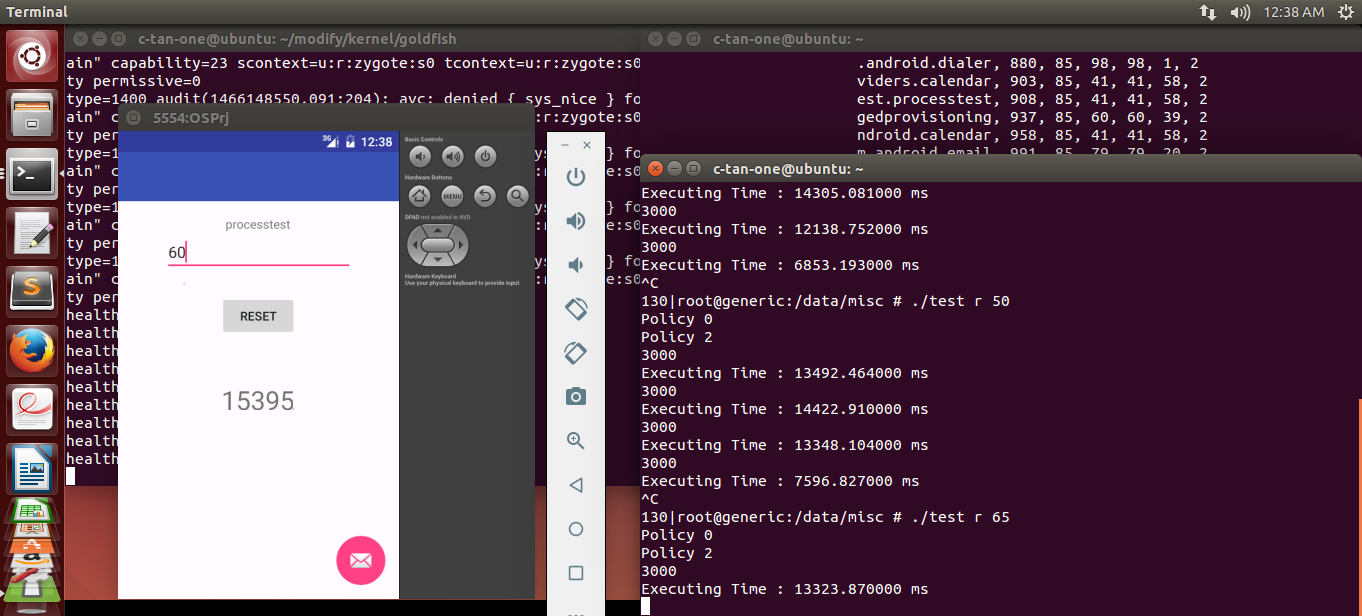 Terminal
12:38 AM
c-tan-one@ubuntu: ~/modify/kernel/goldfish
ain" capability=23 scontext=u:r:zygote:s0 tcontext=u:r:zygote:s0
ty permissive=0
type=1400 audit(1466148550.091:204): avc: denied { sys_nice } fo
ain" c
:r:zygote:s0
ty per
type=1
sys
} fo
ain" c
e:s0
ty per
type=1
} fo
ain" c
:s0
ty per
type=1
sy
} fo
ain" c
:r
e:s0
ty per
health
health
health
health
health
health
health
health
health
5554:OSPrj
3G
12:38
processtest
60
RESET
15395
Basic Controls
Hardware Buttons
MENU
DPAD not enabled in AVD
Hardware Keyboard
Use your physical keyboard to provide input
c-tan-one@ubuntu: ~
.android.dialer, 880, 85, 98, 98, 1, 2
viders.calendar, 903, 85, 41, 41, 58, 2
est.processtest, 908, 85, 41, 41, 58, 2
gedprovisioning, 937, 85, 60, 60, 39, 2
ndroid.calendar, 958, 85, 41, 41, 58, 2
m.android.email, 991, 85, 79, 79, 20, 2
c-tan-one@ubuntu: ~
Executing Time : 14305.081000 ms
3000
Executing Time : 12138.752000 ms
3000
Executing Time : 6853.193000 ms
^C
130|root@generic:/data/misc # ./test r 50
Policy 0
Policy 2
3000
Executing Time : 13492.464000 ms
3000
Executing Time : 14422.910000 ms
3000
Executing Time : 13348.104000 ms
3000
Executing Time : 7596.827000 ms
^C
130|root@generic:/data/misc # ./test r 65
Policy 0
Policy 2
3000
Executing Time : 13323.870000 ms